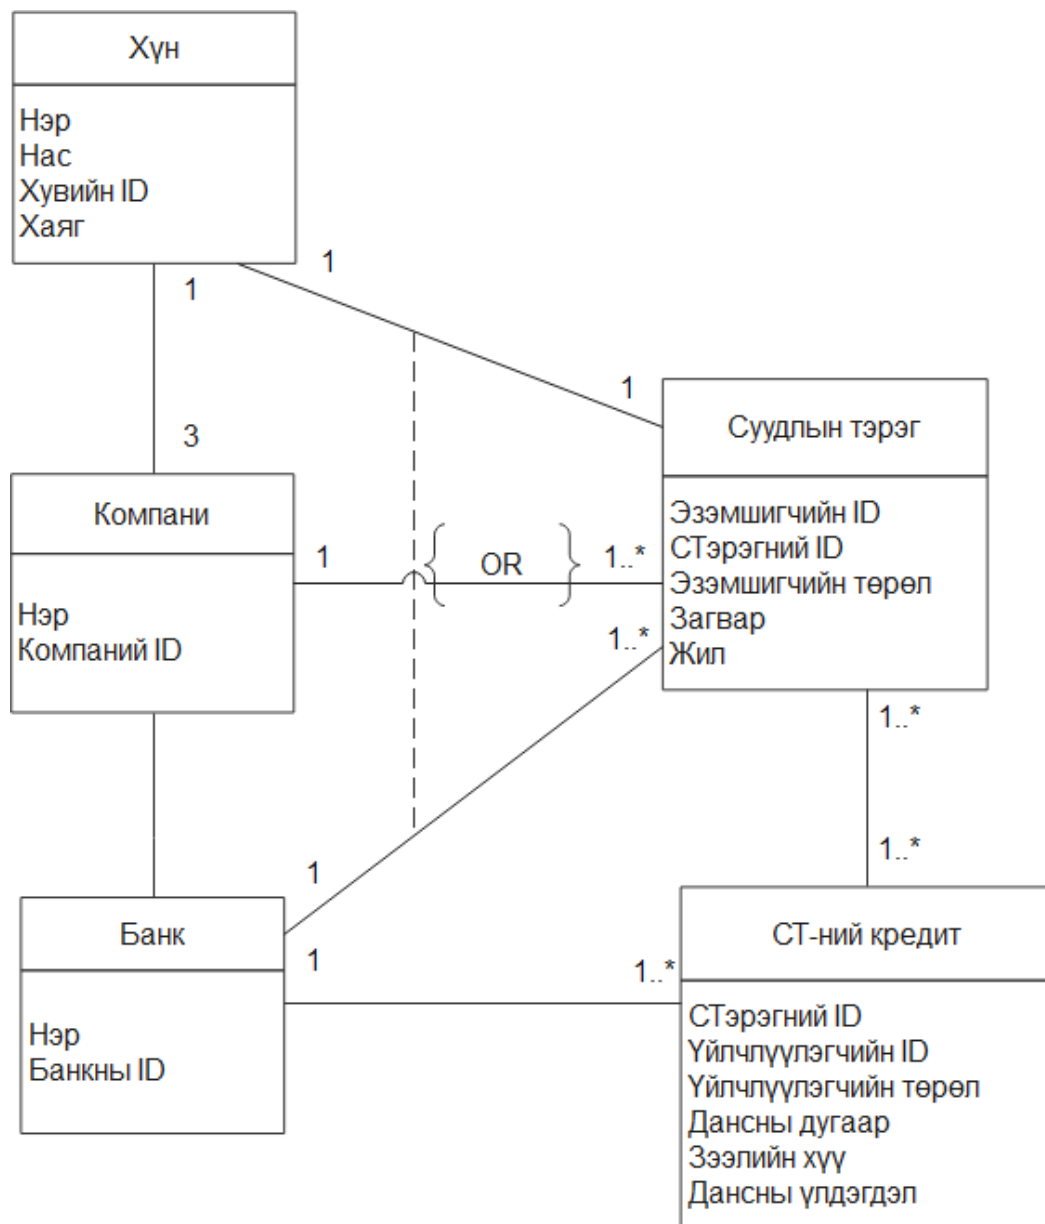 Хүн
Нэр
Нас
Хувийн ID
Хаяг
1
1
1
3
Суудлын тэрэг
Эзэмшигчийн ID
СТэрэгний ID
Эзэмшигчийн төрөл
Загвар
Жил
Компани
Нэр
Компаний ID
1
OR
1..*
1..*
1..*
1..*
1
Банк
Нэр
Банкны ID
1
1..*
СТ-ний кредит
СТэрэгний ID
Үйлчлүүлэгчийн ID
Үйлчлүүлэгчийн төрөл
Дансны дугаар
Зээлийн хүү
Дансны үлдэгдэл